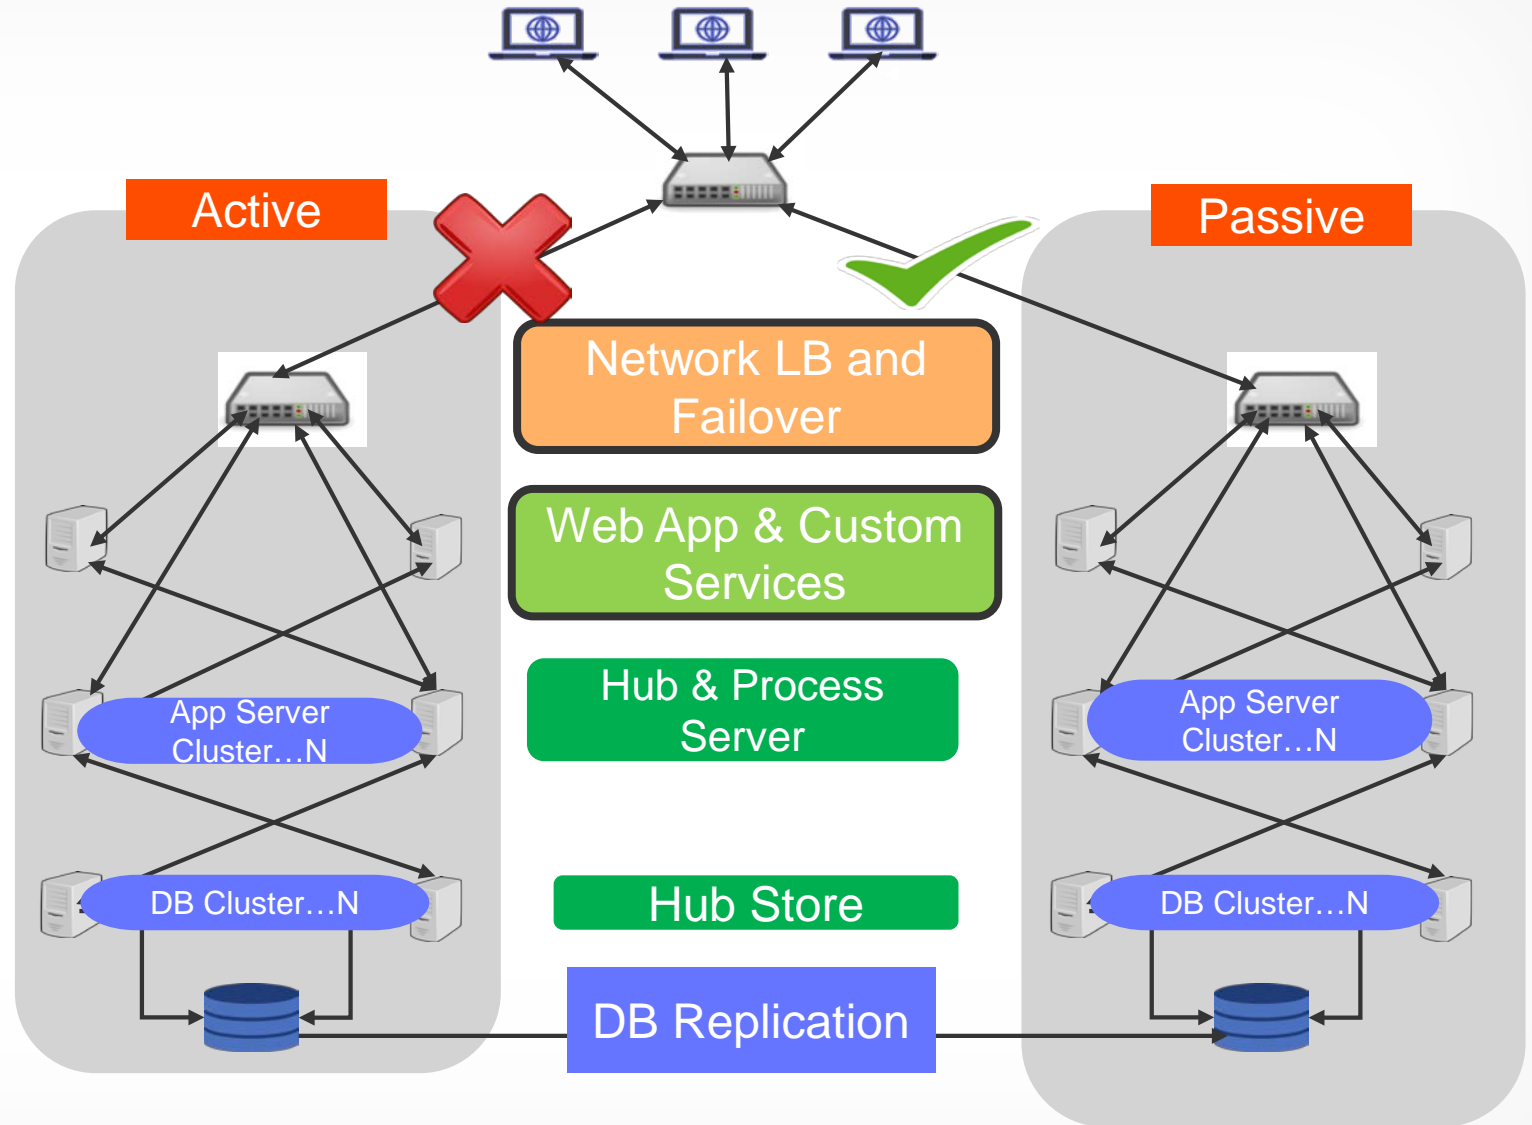 Active
Passive
Network LB and
Failover
Web App & Custom
Services
Hub & Process
Server
App Server
Cluster…N
App Server
Cluster…N
DB Cluster…N
Hub Store
DB Cluster…N
DB Replication